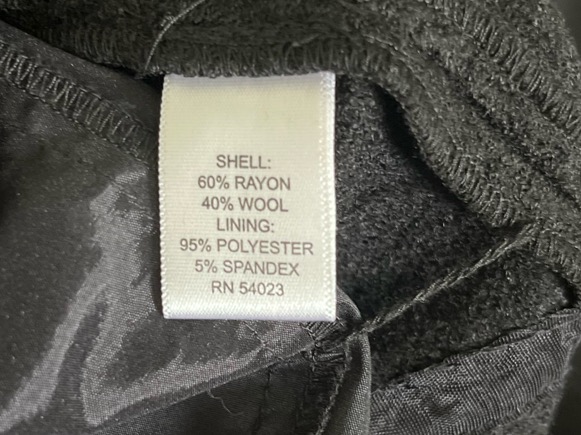 SHELL:
60% RAYON
40% WOOL
LINING:
95% POLYESTER
5% SPANDEX
RN 54023